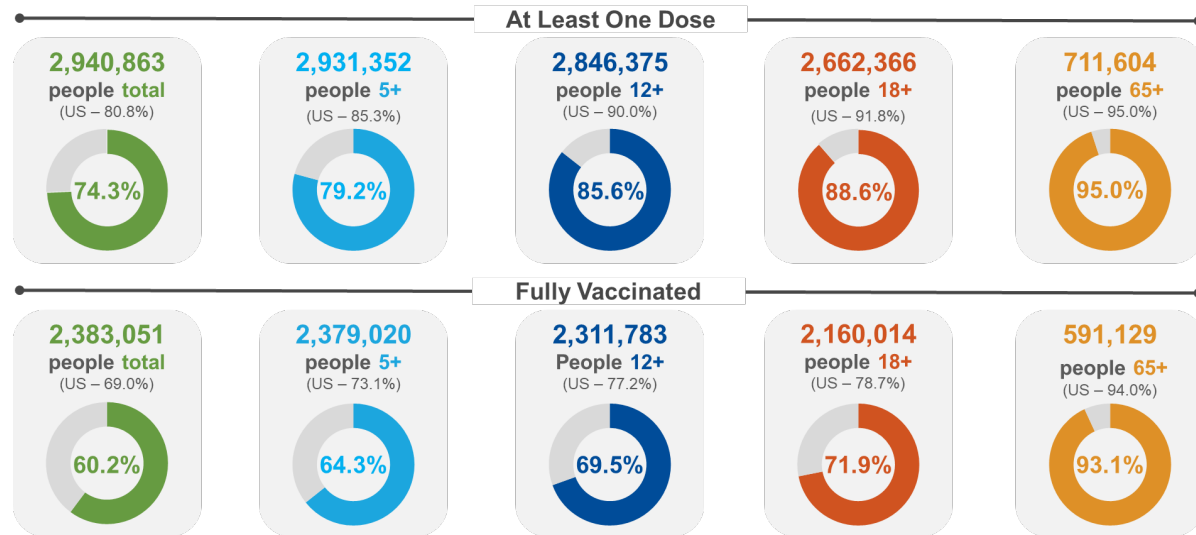 At Least One Dose
2,940,863
people total
(US – 80.8%)
74.3%
2,931,352
people 5+
(US – 85.3%)
79.2%
2,846,375
people 12+
(US – 90.0%)
85.6%
2,662,366
people 18+
(US – 91.8%)
88.6%
711,604
people 65+
(US – 95.0%)
95.0%
Fully Vaccinated
2,383,051
people total
(US – 69.0%)
60.2%
2,379,020
people 5+
(US – 73.1%)
64.3%
2,311,783
People 12+
(US – 77.2%)
69.5%
2,160,014
people 18+
(US – 78.7%)
71.9%
591,129
people 65+
(US – 94.0%)
93.1%